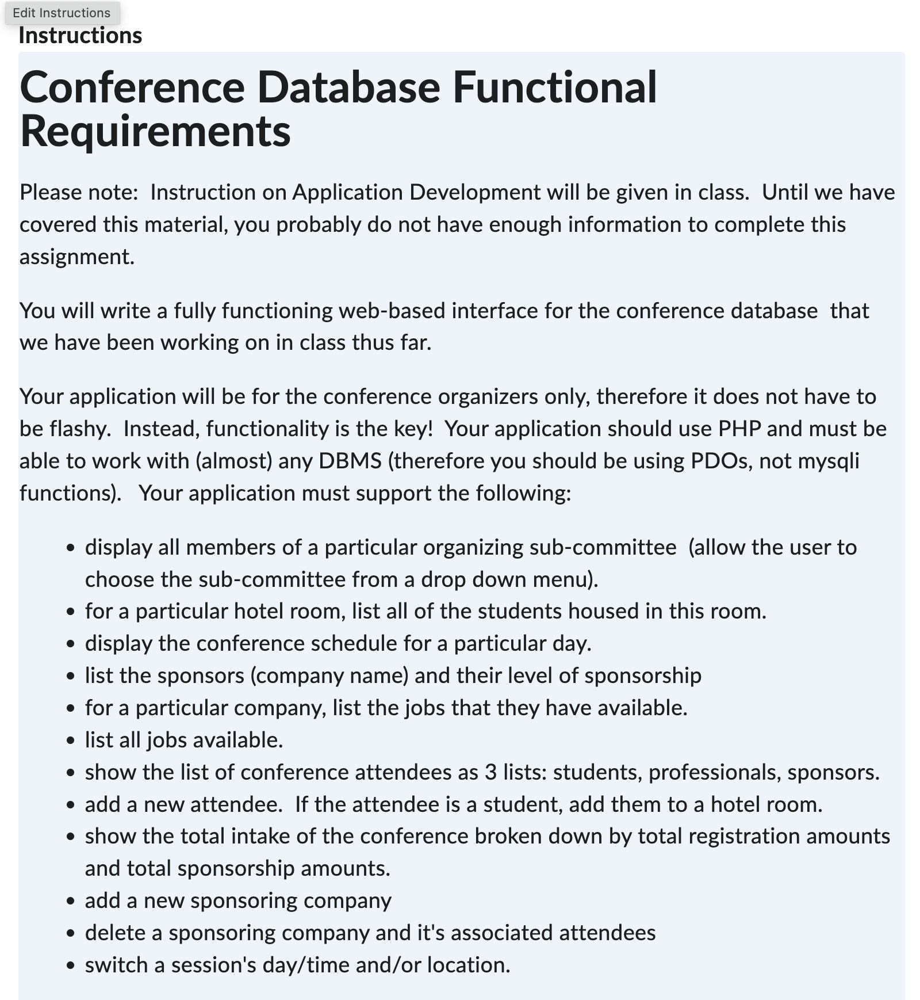 Edit Instructions
Instructions
Conference Database Functional
Requirements
Please note:  Instruction on Application Development will be given in class.  Until we have
covered this material, you probably do not have enough information to complete this
assignment.
You will write a fully functioning web-based interface for the conference database  that
we have been working on in class thus far.
Your application will be for the conference organizers only, therefore it does not have to
be flashy.  Instead, functionality is the key!  Your application should use PHP and must be
able to work with (almost) any DBMS (therefore you should be using PDOs, not mysqli
functions).   Your application must support the following:
• display all members of a particular organizing sub-committee  (allow the user to
choose the sub-committee from a drop down menu).
• for a particular hotel room, list all of the students housed in this room.
• display the conference schedule for a particular day.
• list the sponsors (company name) and their level of sponsorship
• for a particular company, list the jobs that they have available.
• list all jobs available.
• show the list of conference attendees as 3 lists: students, professionals, sponsors.
• add a new attendee.  If the attendee is a student, add them to a hotel room.
• show the total intake of the conference broken down by total registration amounts
and total sponsorship amounts.
• add a new sponsoring company
• delete a sponsoring company and it's associated attendees
• switch a session's day/time and/or location.